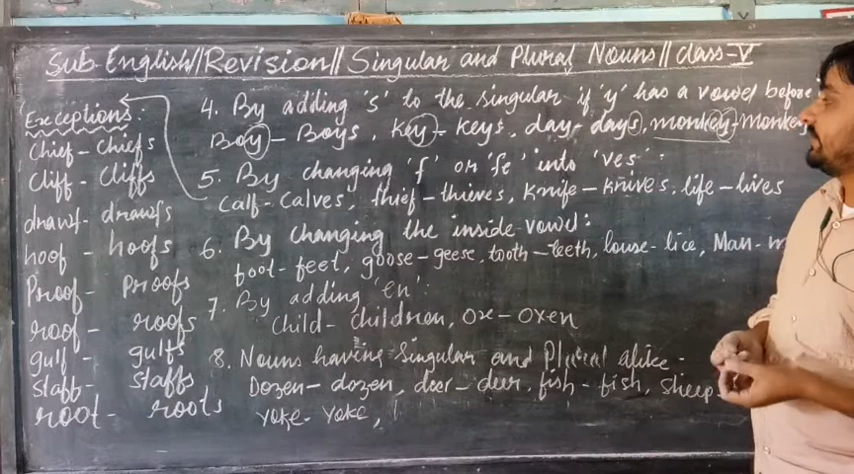 Sub English//Revision//Singular and Plural Nouns//class-V
Exceptions:
Chief - Chiefs
Cliff - Cliffs
drawf - drawfs
hoof - hoofs
Proof - Proofs
roof - roofs
gulf - gulfs
staff - staffs
root - roots
4. By adding 's' to the singular if 'y' has a vowel before
Boy - Boys, key - keys, day - days, monkey - monkey
5. By changing 'f' or 'fe' into 'ves':
Calf - Calves, thief - thieves, Knife - Knives, life - lives
6. By changing the inside vowel:
foot - feet, goose - geese, tooth - teeth, louse - lice, Man -
7. By adding 'en':
Child - children, Ox - Oxen
8. Nouns having Singular and Plural alike -
Dozen - dozen, deer - deer, fish - fish, Sheep
Yoke - Yoke,